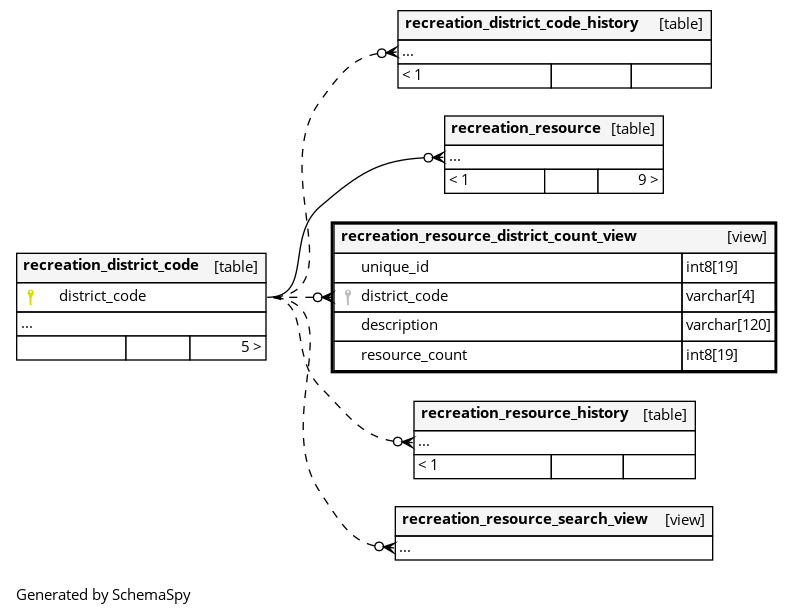 recreation_district_code_history [table]
...
< 1
recreation_resource [table]
...
< 1 9 >
recreation_resource_district_count_view [view]
unique_id int8[19]
district_code varchar[4]
description varchar[120]
resource_count int8[19]
recreation_district_code [table]
district_code
...
5 >
recreation_resource_history [table]
...
< 1
recreation_resource_search_view [view]
...
Generated by SchemaSpy